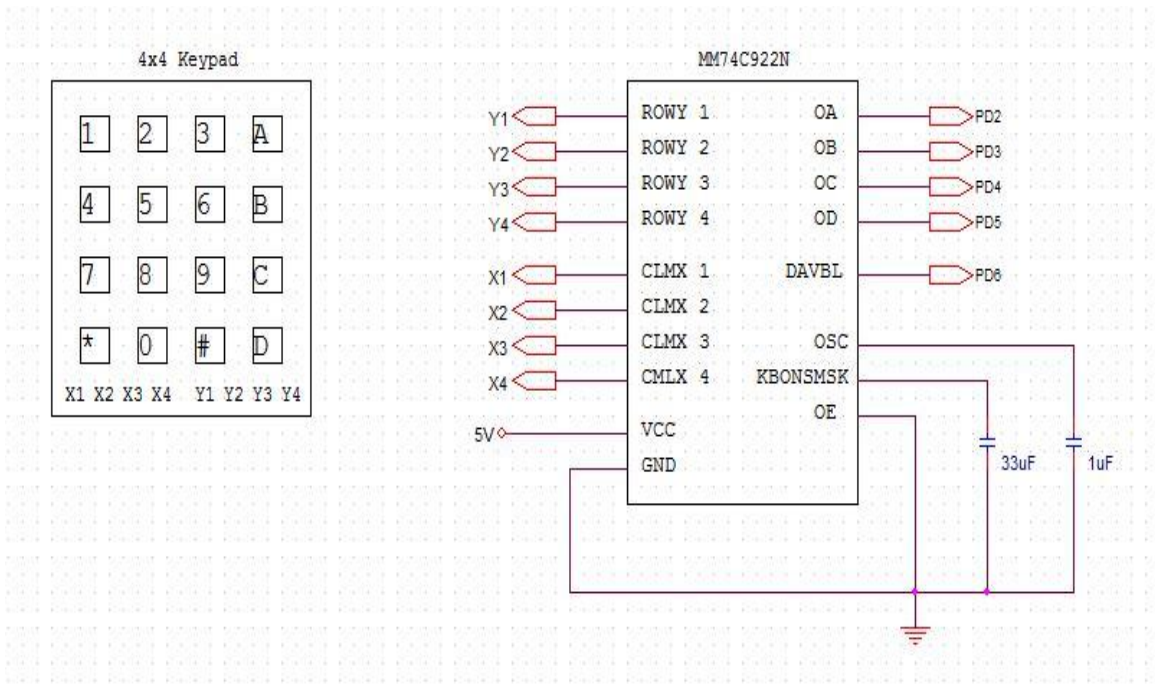 4x4 Keypad
1 2 3 A
4 5 6 B
7 8 9 C
* 0 # D
X1 X2 X3 X4 Y1 Y2 Y3 Y4
MM74C922N
Y1 ROWY 1 OA PD2
Y2 ROWY 2 OB PD3
Y3 ROWY 3 OC PD4
Y4 ROWY 4 OD PD5
X1 CLMX 1 DAVBL PD6
X2 CLMX 2
X3 CLMX 3 OSC
X4 CMLX 4 KBONSMSK
OE
5V VCC
GND 33uF 1uF